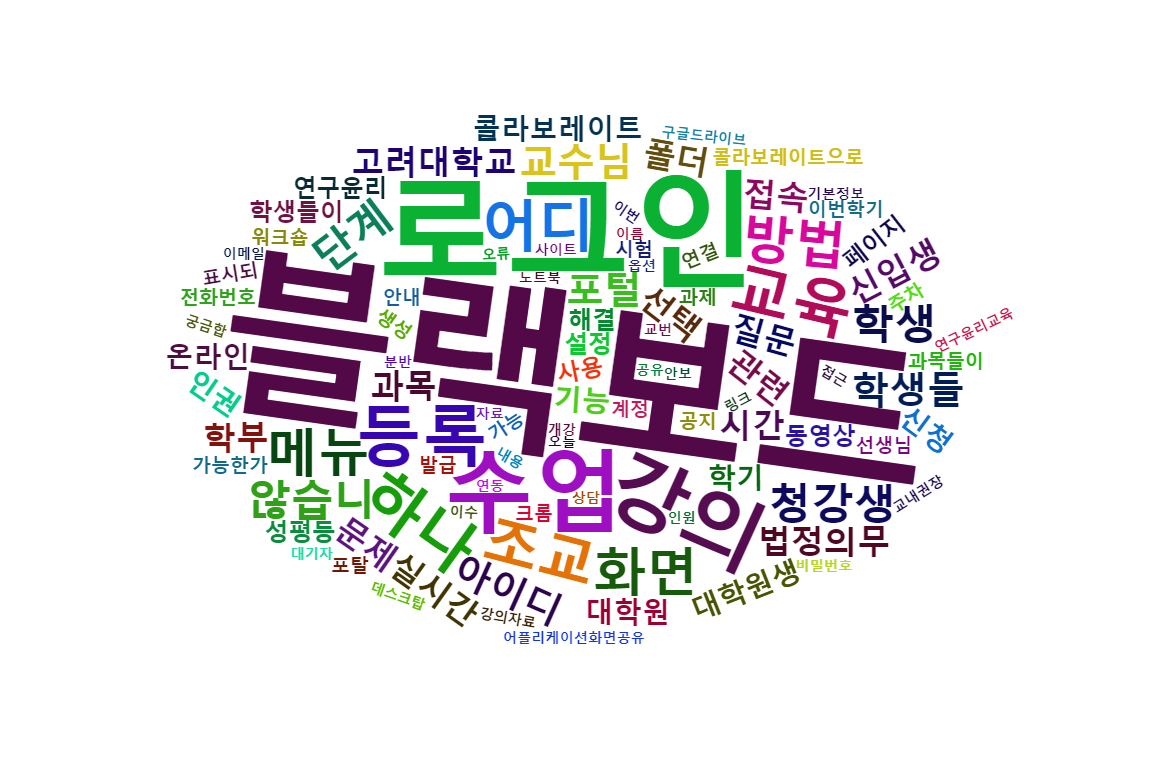 콜라보레이트
구글드라이브
고려대학교
교수님
폴더
콜라보레이트으로
연구윤리
단계
로그인
어디
접속
기본정보
이번학기
학생들이
이번
이름
방법
페이지
워크숍
오류
사이트
시험
옵션
연결
신입생
이메일
표시되
블랙보드
노트북
포털
교육
전화번호
안내
선택
과제
주차
궁금합
생성
해결
교번
질문
학생
연구윤리교육
온라인
분반
설정
관련
과목들이
인권
과목
사용
공유
안보
접근
학생들
기능
계정
링크
등록
자료
가능
공지
시간
동영상
신청
선생님
학부
메뉴
개강
오늘
가능한가
발급
내용
수업
강의
학기
교내권장
않습니
하나
연동
상담
청강생
성평등
문제
이수
크롬
인원
조교
법정의무
대기자
포탈
실시간
아이디
화면
비밀번호
데스크탑
강의자료
대학원
대학원생
어플리케이션화면공유